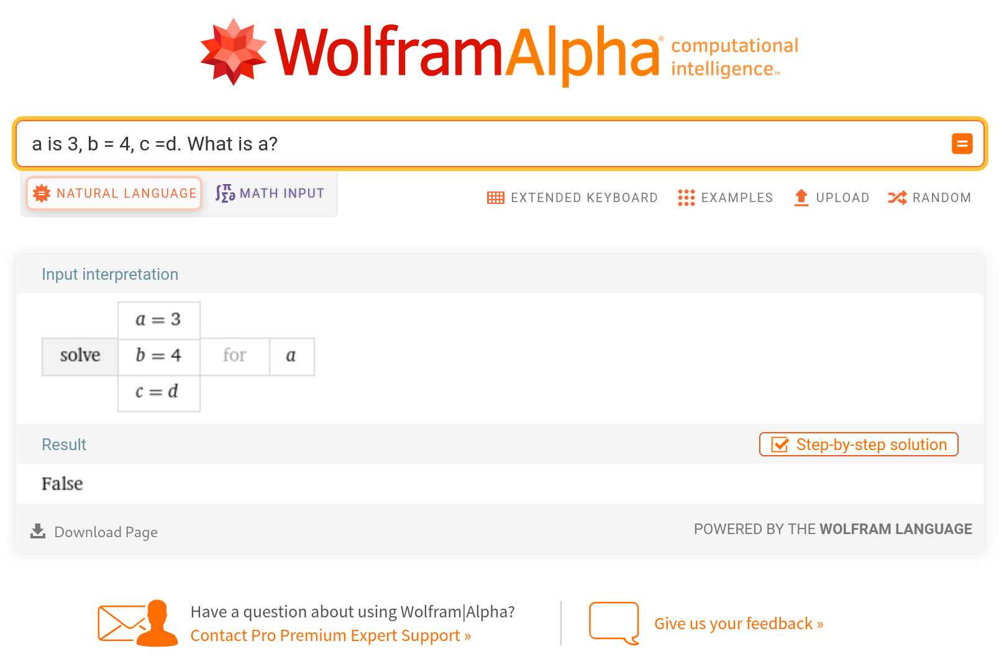 WolframAlpha® computational
intelligence™
a is 3, b = 4, c =d. What is a?
NATURAL LANGUAGE
MATH INPUT
EXTENDED KEYBOARD
EXAMPLES
UPLOAD
RANDOM
Input interpretation
a = 3
solve b = 4 for a
c = d
Result
Step-by-step solution
False
Download Page
POWERED BY THE WOLFRAM LANGUAGE
Have a question about using Wolfram|Alpha?
Contact Pro Premium Expert Support »
Give us your feedback »